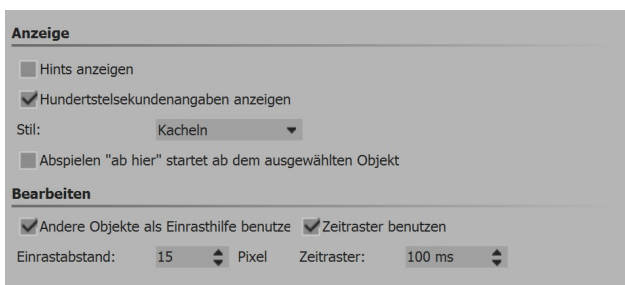 Anzeige
Hints anzeigen
Hundertstelsekundenangaben anzeigen
Stil: Kacheln
Abspielen "ab hier" startet ab dem ausgewählten Objekt
Bearbeiten
Andere Objekte als Einrasthilfe benutze Zeitraster benutzen
Einrastabstand: 15 Pixel Zeitraster: 100 ms